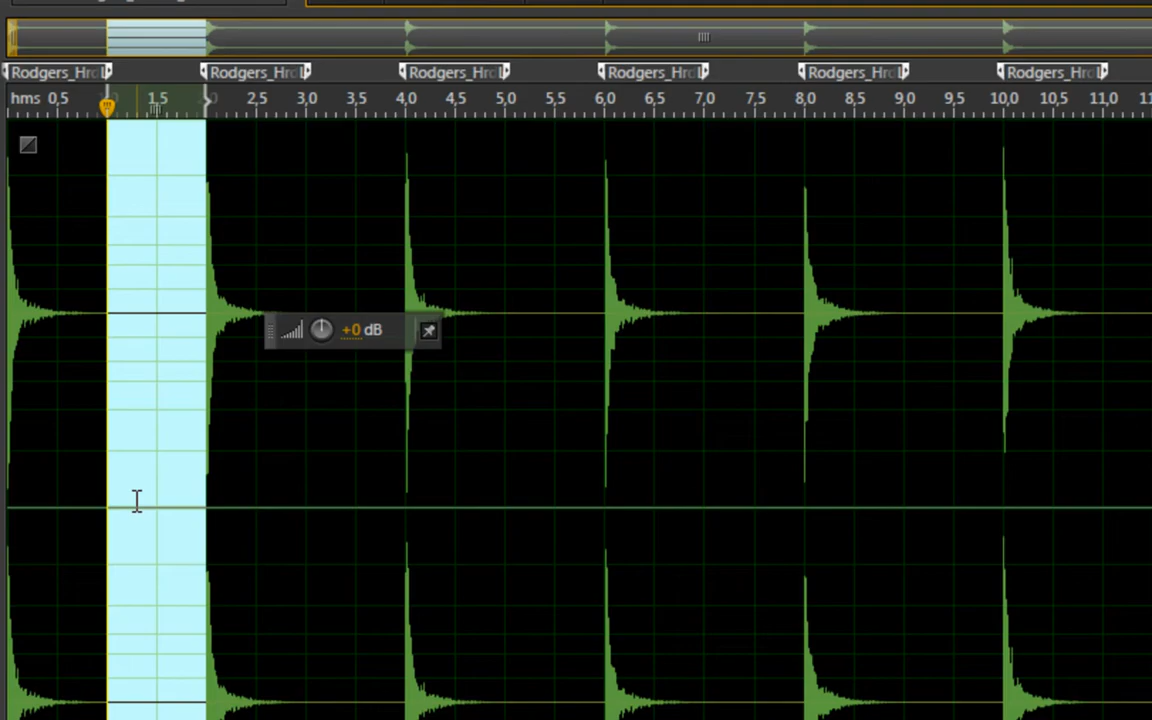 Rodgers_Hr Rodgers_Hr Rodgers_Hr Rodgers_Hr Rodgers_Hr Rodgers_Hr
hms 0,5 1,5 2,5 3,0 3,5 4,0 4,5 5,0 5,5 6,0 6,5 7,0 7,5 8,0 8,5 9,0 9,5 10,0 10,5 11,0 11
+0 dB